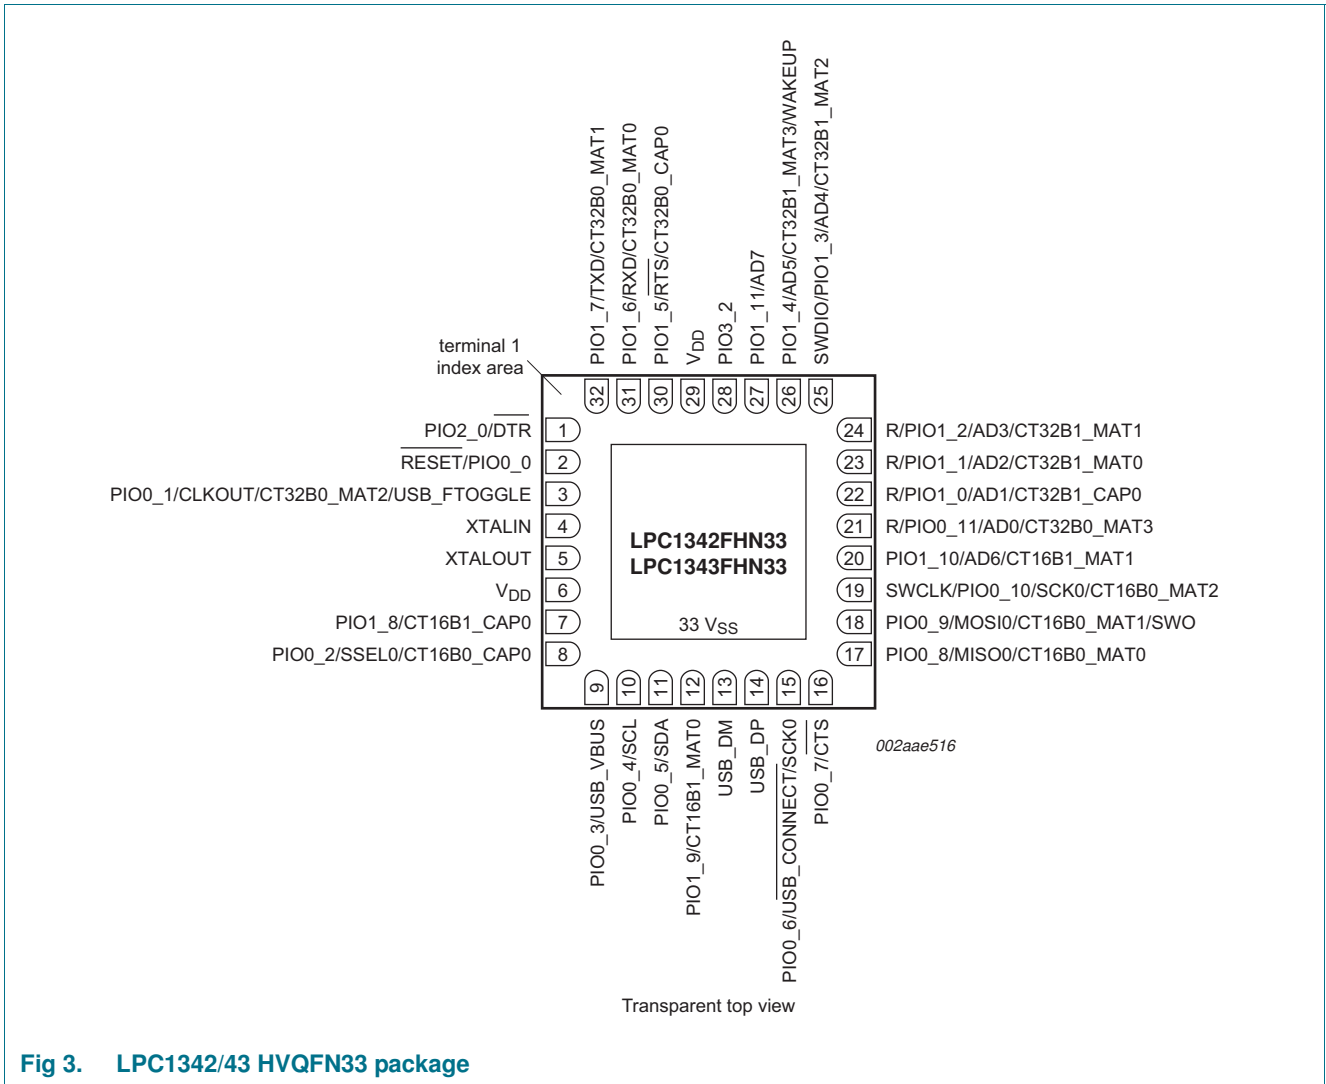 PIO1_7/TXD/CT32B0_MAT1
PIO1_6/RXD/CT32B0_MAT0
PIO1_5/RTS/CT32B0_CAP0
VDD
PIO3_2
PIO1_11/AD7
PIO1_4/AD5/CT32B1_MAT3/WAKEUP
SWDIO/PIO1_3/AD4/CT32B1_MAT2
terminal 1
index area
32 31 30 29 28 27 26 25
PIO2_0/DTR 1
RESET/PIO0_0 2
PIO0_1/CLKOUT/CT32B0_MAT2/USB_FTOGGLE 3
XTALIN 4
XTALOUT 5
VDD 6
PIO1_8/CT16B1_CAP0 7
PIO0_2/SSEL0/CT16B0_CAP0 8
LPC1342FHN33
LPC1343FHN33
33 VSS
24 R/PIO1_2/AD3/CT32B1_MAT1
23 R/PIO1_1/AD2/CT32B1_MAT0
22 R/PIO1_0/AD1/CT32B1_CAP0
21 R/PIO0_11/AD0/CT32B0_MAT3
20 PIO1_10/AD6/CT16B1_MAT1
19 SWCLK/PIO0_10/SCK0/CT16B0_MAT2
18 PIO0_9/MOSI0/CT16B0_MAT1/SWO
17 PIO0_8/MISO0/CT16B0_MAT0
9 10 11 12 13 14 15 16
PIO0_3/USB_VBUS
PIO0_4/SCL
PIO0_5/SDA
PIO1_9/CT16B1_MAT0
USB_DM
USB_DP
PIO0_6/USB_CONNECT/SCK0
PIO0_7/CTS
002aae516
Transparent top view
Fig 3. LPC1342/43 HVQFN33 package